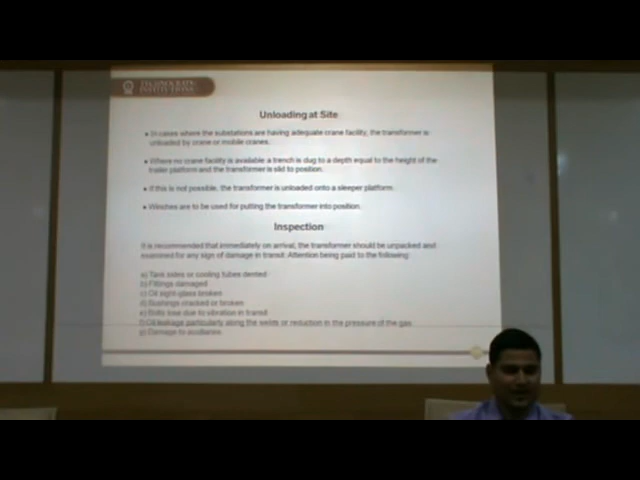 TECHNOCRATS
INSTITUTIONS
Unloading at Site
• In cases where the substations are having adequate crane facility, the transformer is
unloaded by crane or mobile cranes.
• Where no crane facility is available a trench is dug to a depth equal to the height of the
trailer platform and the transformer is slid to position.
• If this is not possible, the transformer is unloaded onto a sleeper platform.
• Winches are to be used for putting the transformer into position.
Inspection
It is recommended that immediately on arrival, the transformer should be unpacked and
examined for any sign of damage in transit. Attention being paid to the following:
a) Tank sides or cooling tubes dented
b) Fittings damaged
c) Oil sight-glass broken
d) Bushings cracked or broken
e) Bolts lose due to vibration in transit
f) Oil leakage particularly along the welds or reduction in the pressure of the gas.
g) Damage to